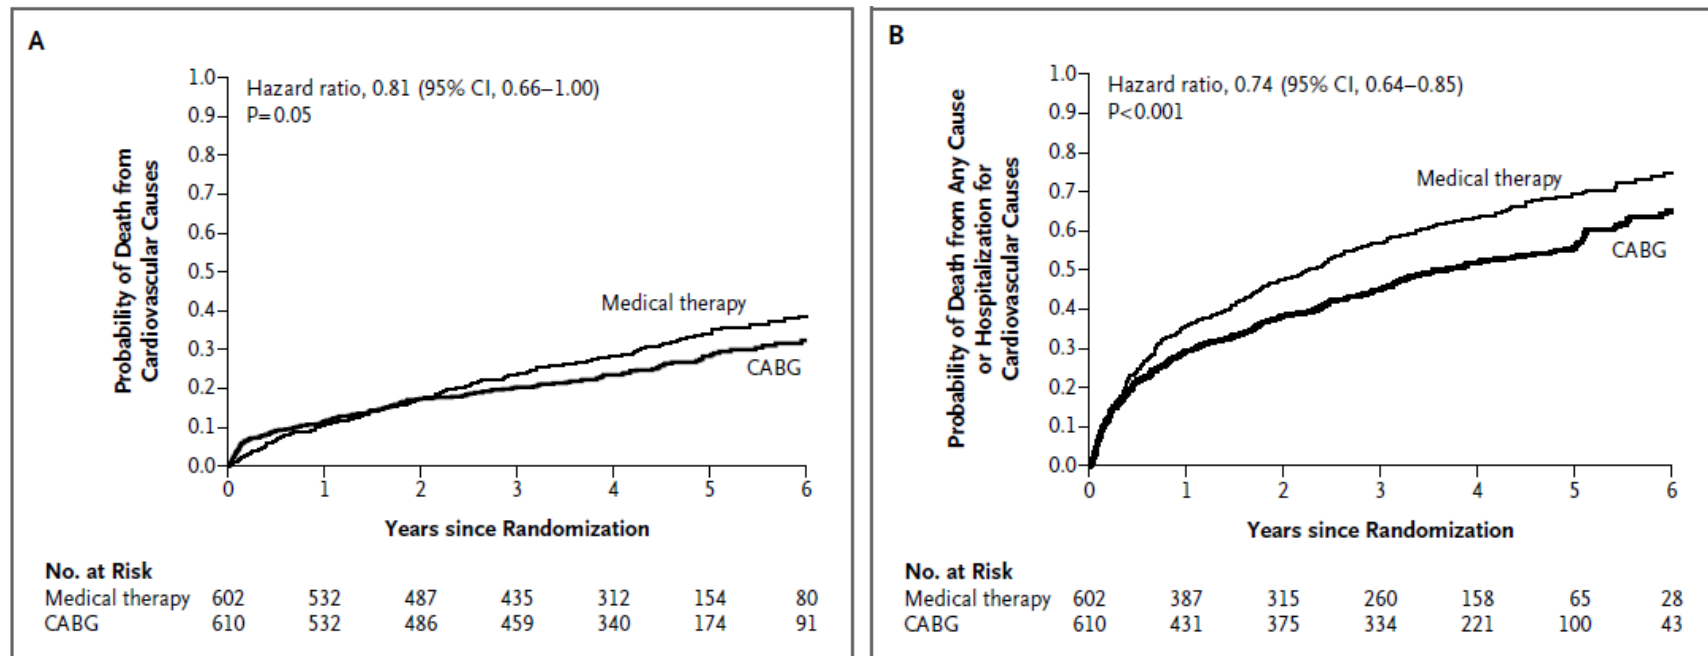 A
Hazard ratio, 0.81 (95% CI, 0.66–1.00)
P=0.05
Probability of Death from
Cardiovascular Causes
1.0
0.9
0.8
0.7
0.6
0.5
0.4
0.3
0.2
0.1
0.0
Medical therapy
CABG
0 1 2 3 4 5 6
Years since Randomization
No. at Risk
Medical therapy 602 532 487 435 312 154 80
CABG 610 532 486 459 340 174 91
B
Hazard ratio, 0.74 (95% CI, 0.64–0.85)
P<0.001
Probability of Death from Any Cause
or Hospitalization for
Cardiovascular Causes
1.0
0.9
0.8
0.7
0.6
0.5
0.4
0.3
0.2
0.1
0.0
Medical therapy
CABG
0 1 2 3 4 5 6
Years since Randomization
No. at Risk
Medical therapy 602 387 315 260 158 65 28
CABG 610 431 375 334 221 100 43